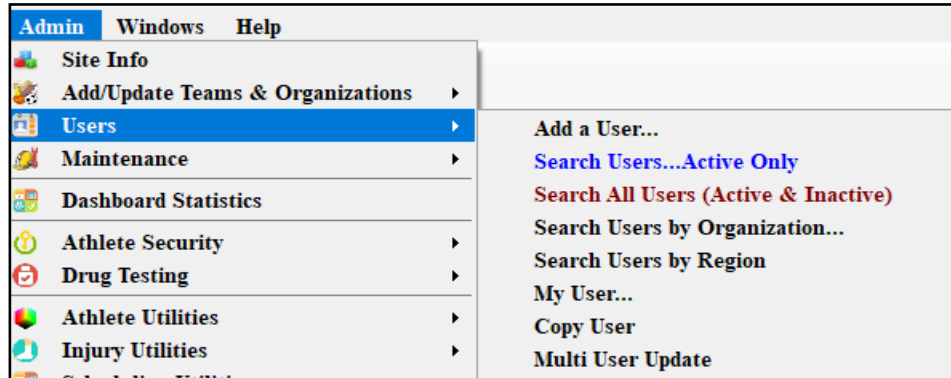 Admin Windows Help
Site Info
Add/Update Teams & Organizations
Users
Maintenance
Dashboard Statistics
Athlete Security
Drug Testing
Athlete Utilities
Injury Utilities
Add a User...
Search Users...Active Only
Search All Users (Active & Inactive)
Search Users by Organization...
Search Users by Region
My User...
Copy User
Multi User Update